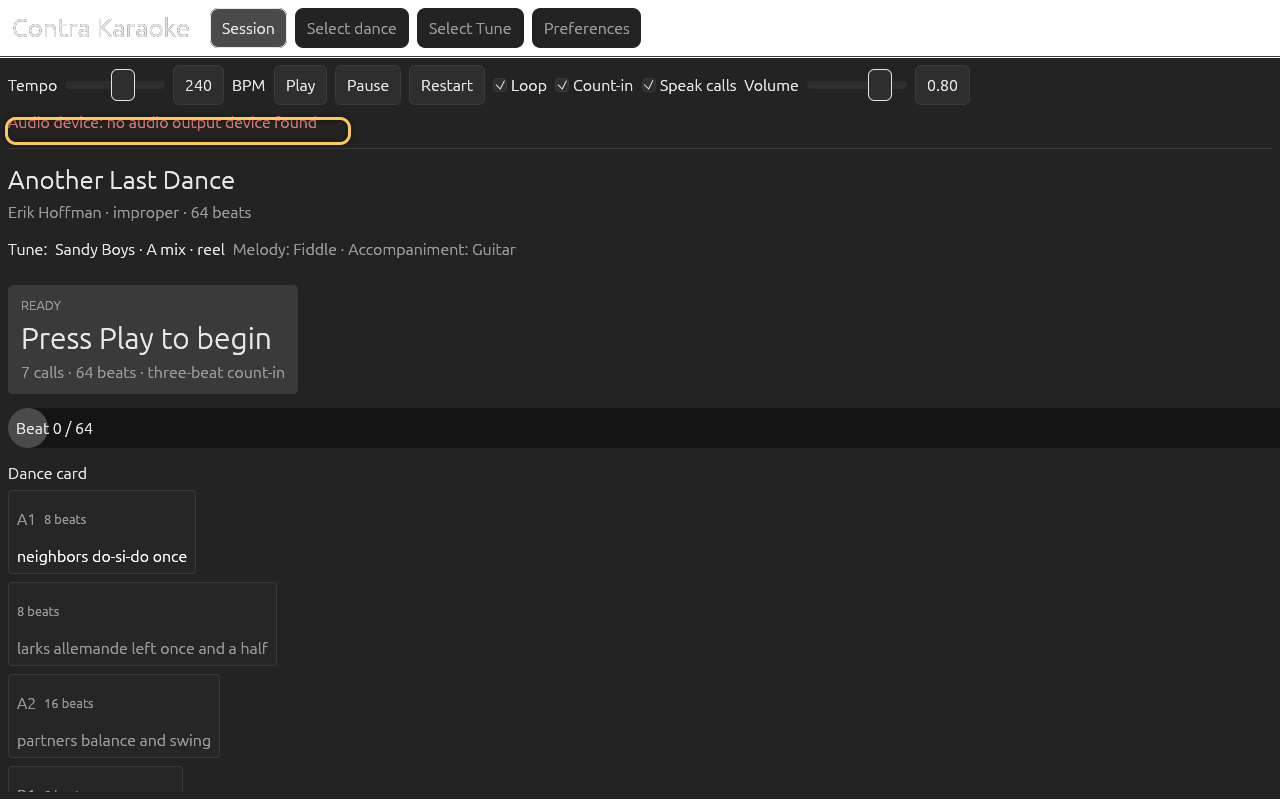 Contra Karaoke Session Select dance Select Tune Preferences
Tempo 240 BPM Play Pause Restart Loop Count-in Speak calls Volume 0.80
Audio device: no audio output device found
Another Last Dance
Erik Hoffman · improper · 64 beats
Tune: Sandy Boys · A mix · reel Melody: Fiddle · Accompaniment: Guitar
READY
Press Play to begin
7 calls · 64 beats · three-beat count-in
Beat 0 / 64
Dance card
A1 8 beats
neighbors do-si-do once
8 beats
larks allemande left once and a half
A2 16 beats
partners balance and swing